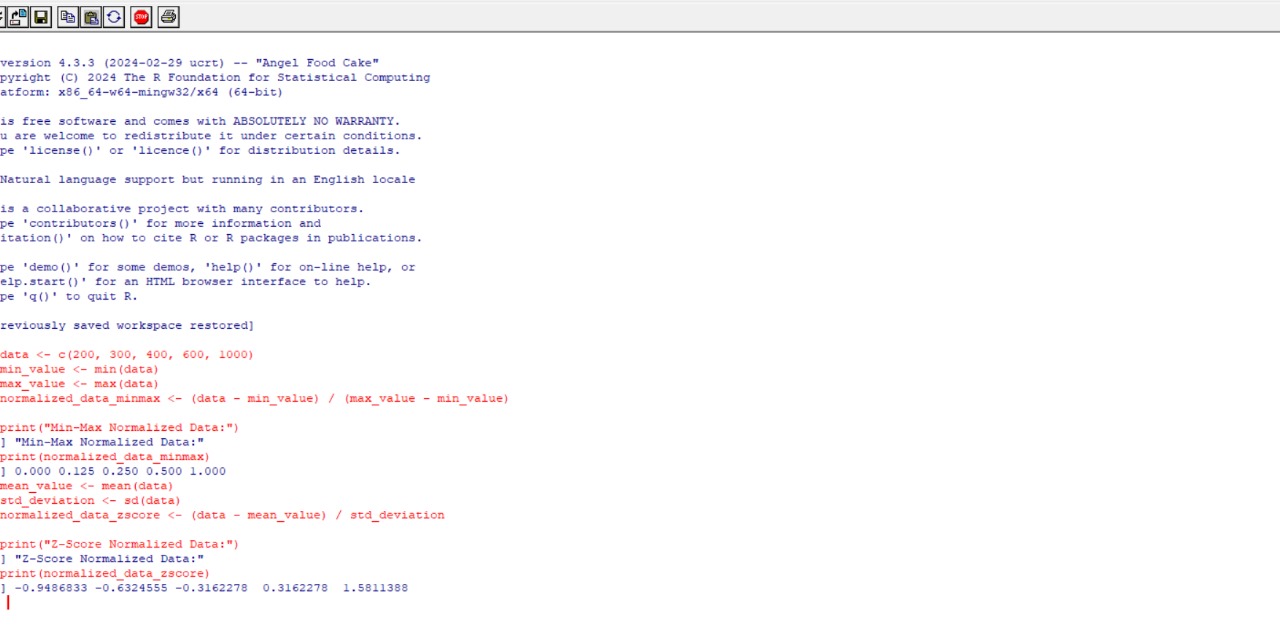 STOP
version 4.3.3 (2024-02-29 ucrt) -- "Angel Food Cake"
pyright (C) 2024 The R Foundation for Statistical Computing
atform: x86_64-w64-mingw32/x64 (64-bit)
is free software and comes with ABSOLUTELY NO WARRANTY.
u are welcome to redistribute it under certain conditions.
pe 'license()' or 'licence()' for distribution details.
Natural language support but running in an English locale
is a collaborative project with many contributors.
pe 'contributors()' for more information and
itation()' on how to cite R or R packages in publications.
pe 'demo()' for some demos, 'help()' for on-line help, or
elp.start()' for an HTML browser interface to help.
pe 'q()' to quit R.
reviously saved workspace restored]
data <- c(200, 300, 400, 600, 1000)
min_value <- min(data)
max_value <- max(data)
normalized_data_minmax <- (data - min_value) / (max_value - min_value)
print("Min-Max Normalized Data:")
] "Min-Max Normalized Data:"
print(normalized_data_minmax)
] 0.000 0.125 0.250 0.500 1.000
mean_value <- mean(data)
std_deviation <- sd(data)
normalized_data_zscore <- (data - mean_value) / std_deviation
print("Z-Score Normalized Data:")
] "Z-Score Normalized Data:"
print(normalized_data_zscore)
] -0.9486833 -0.6324555 -0.3162278  0.3162278  1.5811388